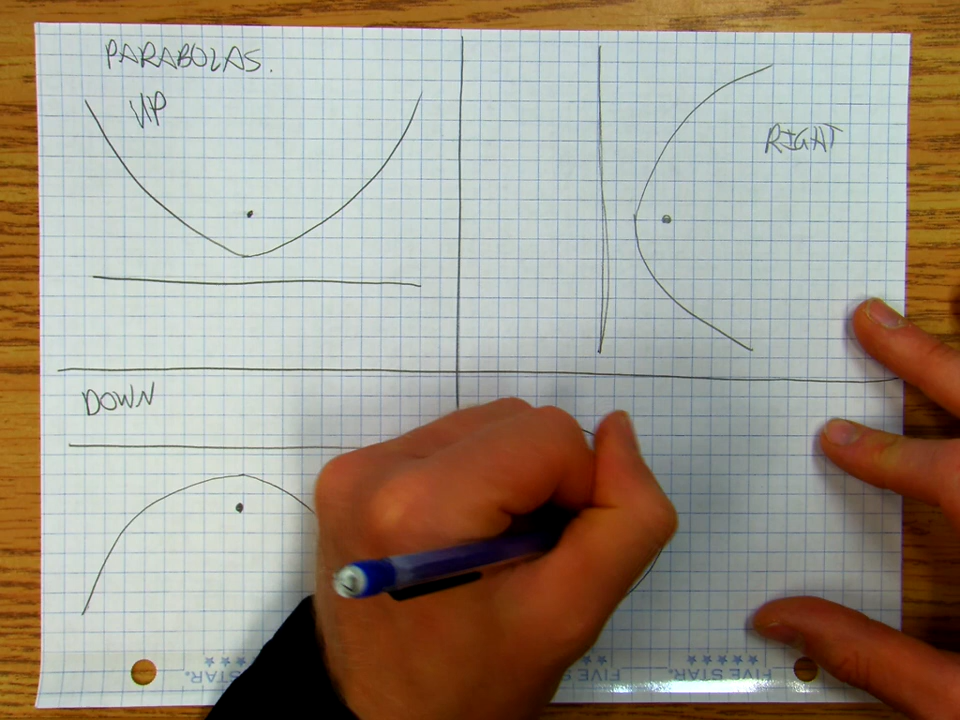 PARABOLAS.
UP
RIGHT
DOWN
FIVE STAR.
FIVE STAR